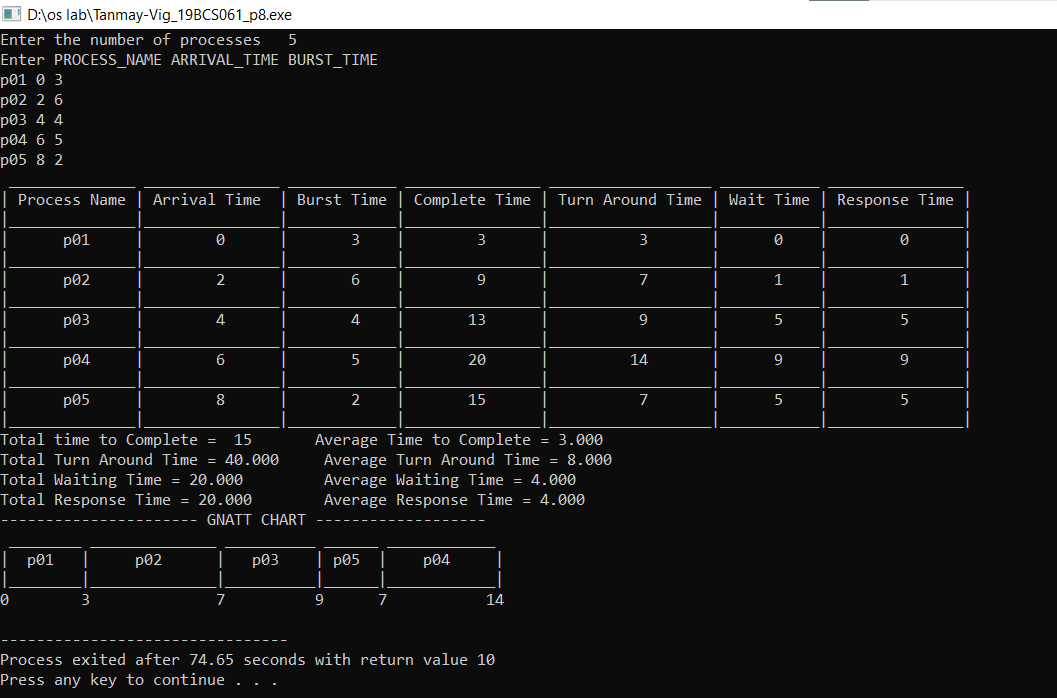 D:\os lab\Tanmay-Vig_19BCS061_p8.exe
Enter the number of processes   5
Enter PROCESS_NAME ARRIVAL_TIME BURST_TIME
p01 0 3
p02 2 6
p03 4 4
p04 6 5
p05 8 2
| Process Name | Arrival Time | Burst Time | Complete Time | Turn Around Time | Wait Time | Response Time |
| p01 | 0 | 3 | 3 | 3 | 0 | 0 |
| p02 | 2 | 6 | 9 | 7 | 1 | 1 |
| p03 | 4 | 4 | 13 | 9 | 5 | 5 |
| p04 | 6 | 5 | 20 | 14 | 9 | 9 |
| p05 | 8 | 2 | 15 | 7 | 5 | 5 |
Total time to Complete =  15       Average Time to Complete = 3.000
Total Turn Around Time = 40.000     Average Turn Around Time = 8.000
Total Waiting Time = 20.000         Average Waiting Time = 4.000
Total Response Time = 20.000        Average Response Time = 4.000
---------------------- GNATT CHART -------------------
| p01 | p02 | p03 | p05 | p04 |
0 3 7 9 7 14
--------------------------------
Process exited after 74.65 seconds with return value 10
Press any key to continue . . .